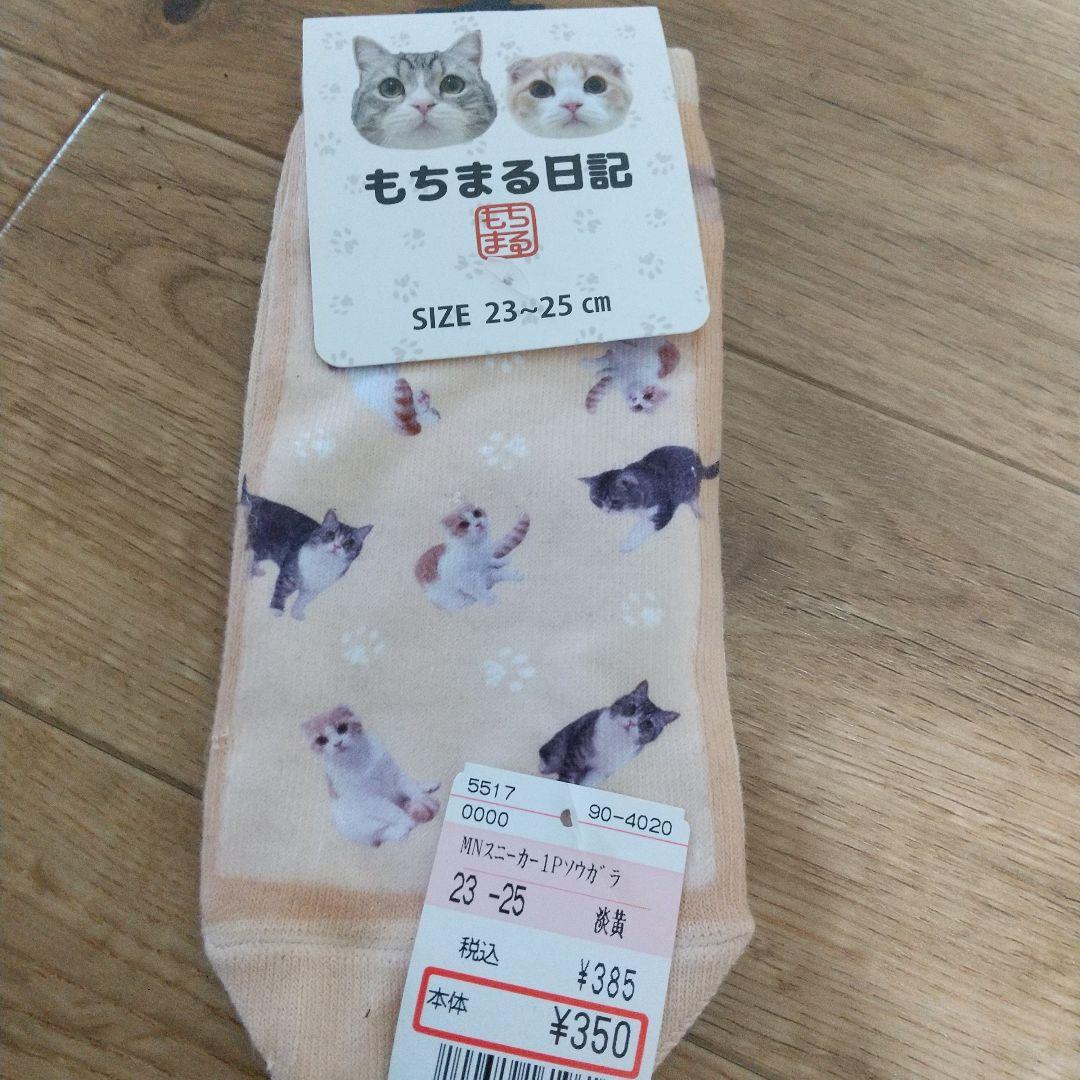 もちまる日記
もち
まる
SIZE 23~25 cm
5517
0000 90-4020
MNスニーカー1Pソウガラ
23 -25 淡黄
税込 ¥385
本体 ¥350